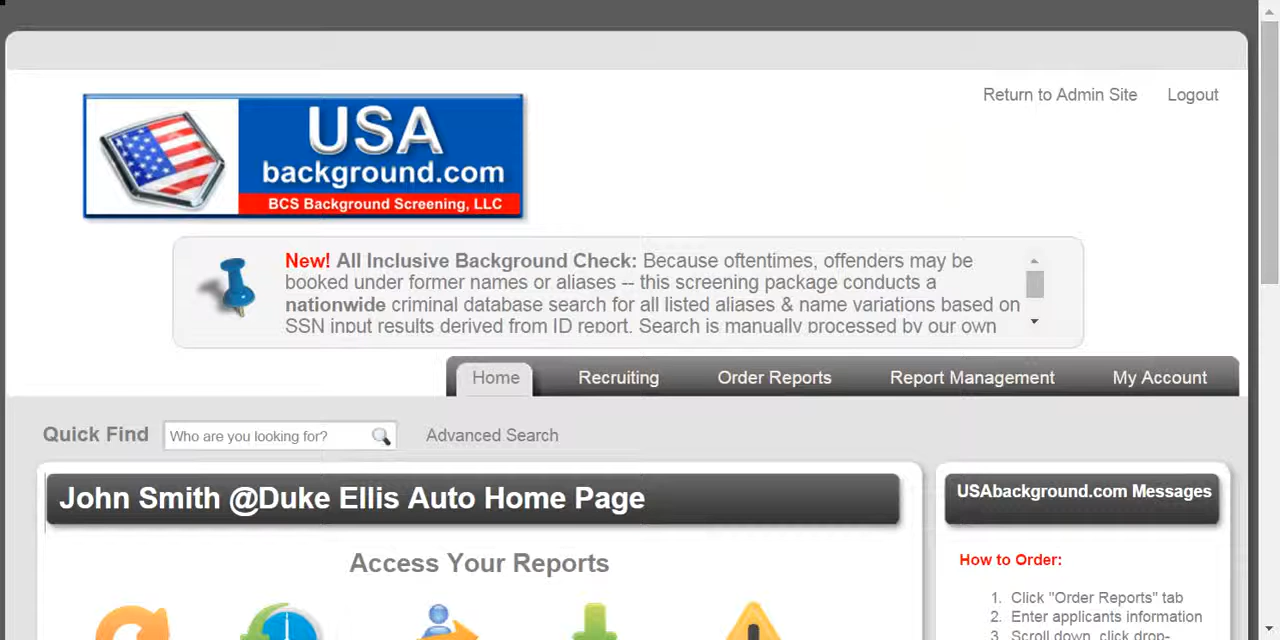 Return to Admin Site Logout
USA
background.com
BCS Background Screening, LLC
New! All Inclusive Background Check: Because oftentimes, offenders may be
booked under former names or aliases -- this screening package conducts a
nationwide criminal database search for all listed aliases & name variations based on
SSN input results derived from ID report. Search is manually processed by our own
Home Recruiting Order Reports Report Management My Account
Quick Find Who are you looking for? Advanced Search
John Smith @Duke Ellis Auto Home Page
USAbackground.com Messages
Access Your Reports
How to Order:
1. Click "Order Reports" tab
2. Enter applicants information
3. Scroll down, click drop-